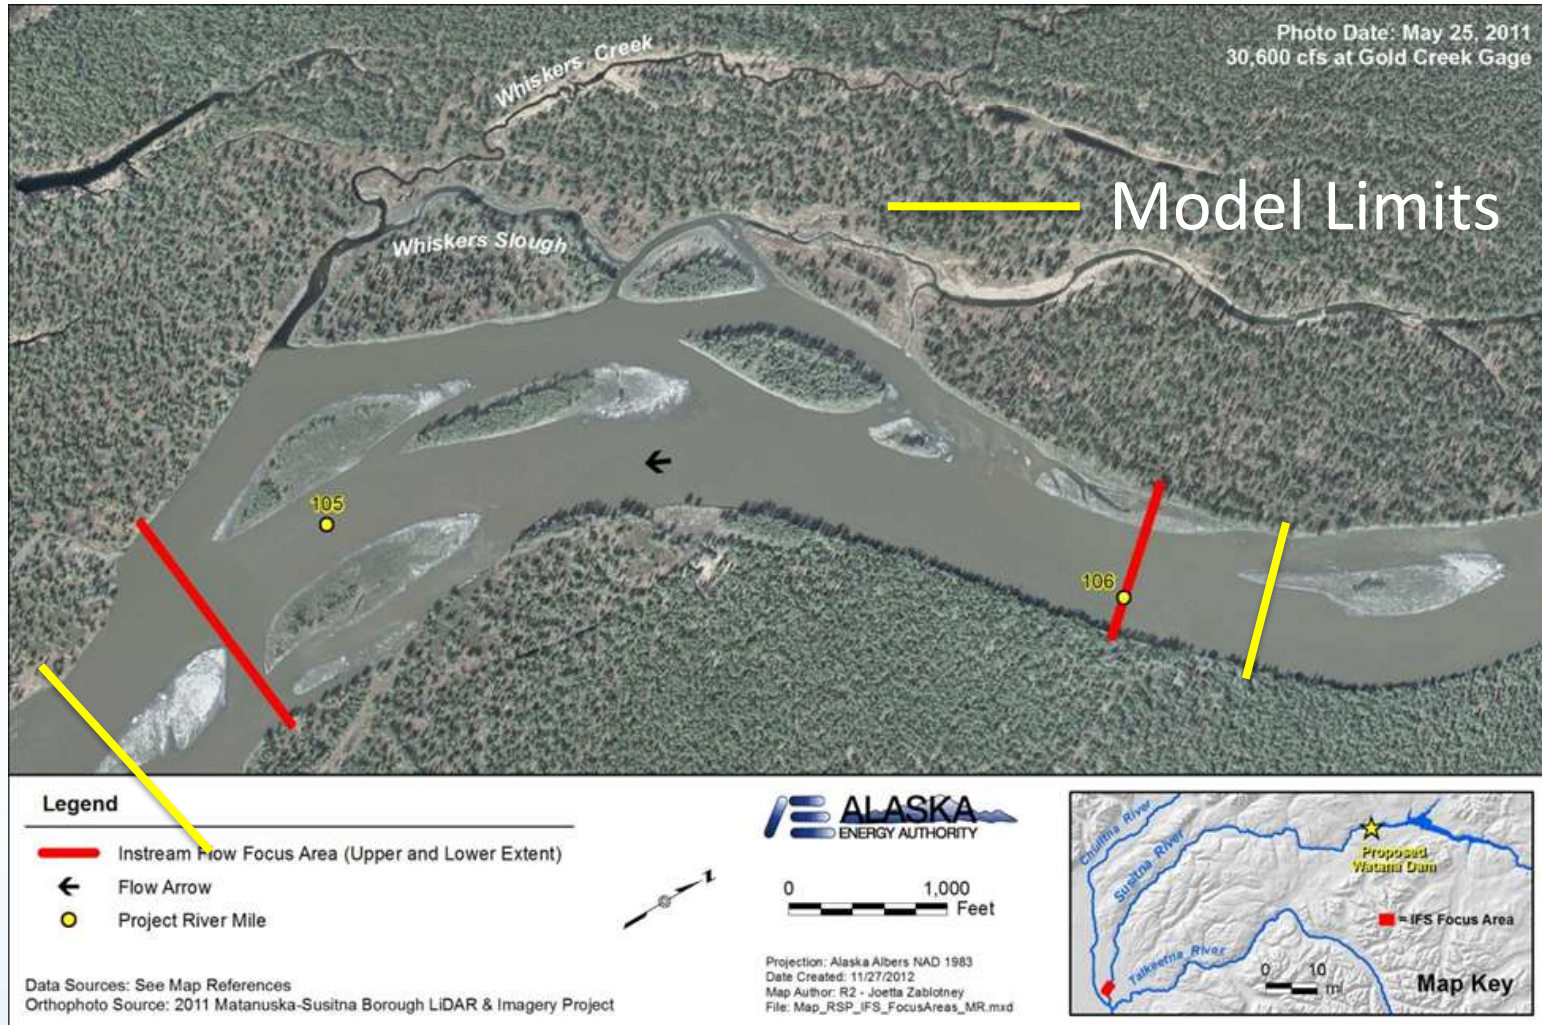 Photo Date: May 25, 2011
30,600 cfs at Gold Creek Gage
Whiskers Creek
Model Limits
Whiskers Slough
105
106
Legend
Instream Flow Focus Area (Upper and Lower Extent)
Flow Arrow
Project River Mile
Data Sources: See Map References
Orthophoto Source: 2011 Matanuska-Susitna Borough LiDAR & Imagery Project
ALASKA
ENERGY AUTHORITY
N
0 1,000
Feet
Projection: Alaska Albers NAD 1983
Date Created: 11/27/2012
Map Author: R2 - Joetta Zablotney
File: Map_RSP_IFS_FocusAreas_MR.mxd
Chulitna River
Susitna River
Proposed
Watana Dam
= IFS Focus Area
Talkeetna River
0 10
mi
Map Key